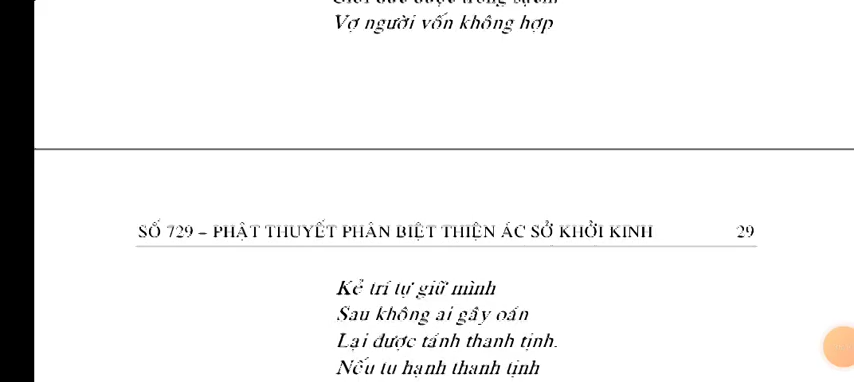 Vợ người vốn không hợp
SỐ 729 – PHẬT THUYẾT PHÂN BIỆT THIỆN ÁC SỞ KHỞI KINH 29
Kẻ trí tự giữ mình
Sau không ai gây oán
Lại được tánh thanh tịnh.
Nếu tu hạnh thanh tịnh